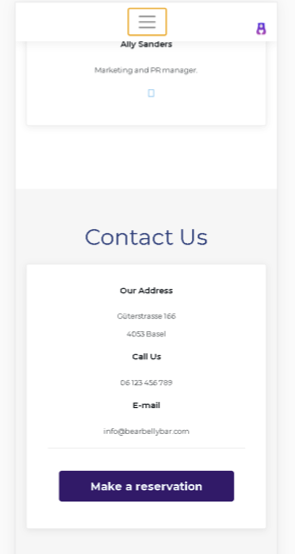 Ally Sanders
Marketing and PR manager.
Contact Us
Our Address
Güterstrasse 166
4053 Basel
Call Us
06 123 456 789
E-mail
info@bearbellybar.com
Make a reservation